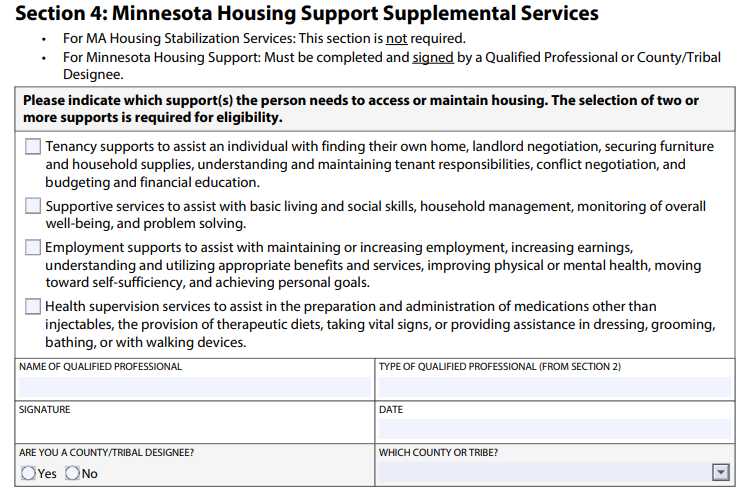 Section 4: Minnesota Housing Support Supplemental Services
• For MA Housing Stabilization Services: This section is not required.
• For Minnesota Housing Support: Must be completed and signed by a Qualified Professional or County/Tribal
Designee.
Please indicate which support(s) the person needs to access or maintain housing. The selection of two or
more supports is required for eligibility.
Tenancy supports to assist an individual with finding their own home, landlord negotiation, securing furniture
and household supplies, understanding and maintaining tenant responsibilities, conflict negotiation, and
budgeting and financial education.
Supportive services to assist with basic living and social skills, household management, monitoring of overall
well-being, and problem solving.
Employment supports to assist with maintaining or increasing employment, increasing earnings,
understanding and utilizing appropriate benefits and services, improving physical or mental health, moving
toward self-sufficiency, and achieving personal goals.
Health supervision services to assist in the preparation and administration of medications other than
injectables, the provision of therapeutic diets, taking vital signs, or providing assistance in dressing, grooming,
bathing, or with walking devices.
NAME OF QUALIFIED PROFESSIONAL
TYPE OF QUALIFIED PROFESSIONAL (FROM SECTION 2)
SIGNATURE
DATE
ARE YOU A COUNTY/TRIBAL DESIGNEE?
Yes No
WHICH COUNTY OR TRIBE?